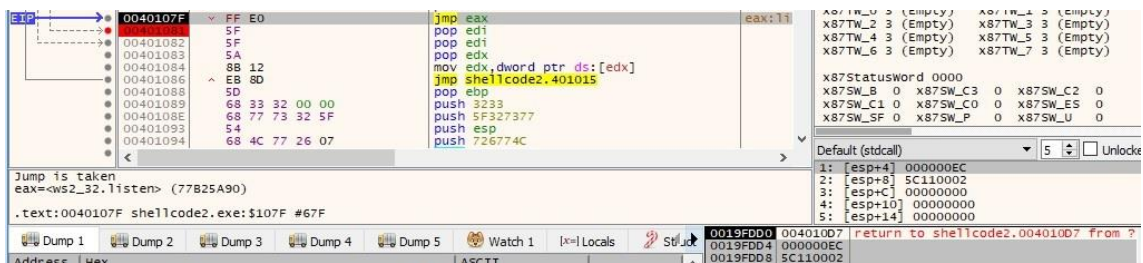 EIP
0040107F FF E0 jmp eax eax:li
00401081 5F pop edi
00401082 5F pop edi
00401083 5A pop edx
00401084 8B 12 mov edx,dword ptr ds:[edx]
00401086 EB 8D jmp shellcode2.401015
00401088 5D pop ebp
00401089 68 33 32 00 00 push 3233
0040108E 68 77 73 32 5F push 5F327377
00401093 54 push esp
00401094 68 4C 77 26 07 push 726774C
Jump is taken
eax=<ws2_32.listen> (77B25A90)
.text:0040107F shellcode2.exe:$107F #67F
Dump 1 Dump 2 Dump 3 Dump 4 Dump 5 Watch 1 [x=] Locals Struct
Address Hex ASCII
x87TW_0 3 (Empty) x87TW_1 3 (Empty)
x87TW_2 3 (Empty) x87TW_3 3 (Empty)
x87TW_4 3 (Empty) x87TW_5 3 (Empty)
x87TW_6 3 (Empty) x87TW_7 3 (Empty)
x87StatusWord 0000
x87SW_B 0 x87SW_C3 0 x87SW_C2 0
x87SW_C1 0 x87SW_C0 0 x87SW_ES 0
x87SW_SF 0 x87SW_P 0 x87SW_U 0
Default (stdcall) 5 Unlocke
1: [esp+4] 000000EC
2: [esp+8] 5C110002
3: [esp+C] 00000000
4: [esp+10] 00000000
5: [esp+14] 00000000
0019FDD0 004010D7 return to shellcode2.004010D7 from ?
0019FDD4 000000EC
0019FDD8 5C110002